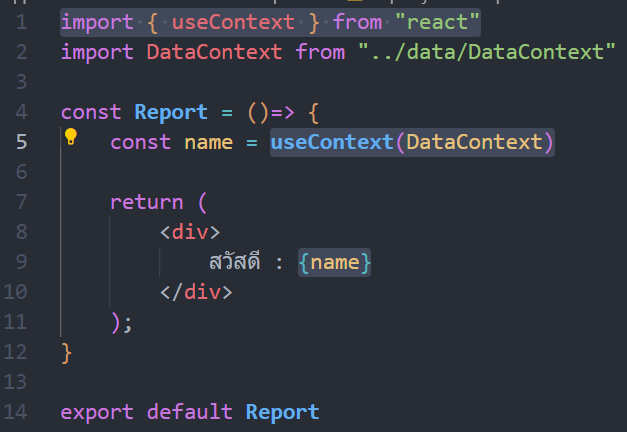 1 import { useContext } from "react"
2 import DataContext from "../data/DataContext"
3
4 const Report = ()=> {
5 const name = useContext(DataContext)
6
7 return (
8 <div>
9 สวัสดี : {name}
10 </div>
11 );
12 }
13
14 export default Report